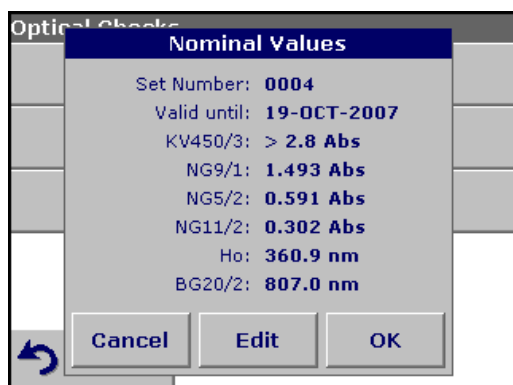 Optical Checks
Nominal Values
Set Number: 0004
Valid until: 19-OCT-2007
KV450/3: > 2.8 Abs
NG9/1: 1.493 Abs
NG5/2: 0.591 Abs
NG11/2: 0.302 Abs
Ho: 360.9 nm
BG20/2: 807.0 nm
Cancel Edit OK